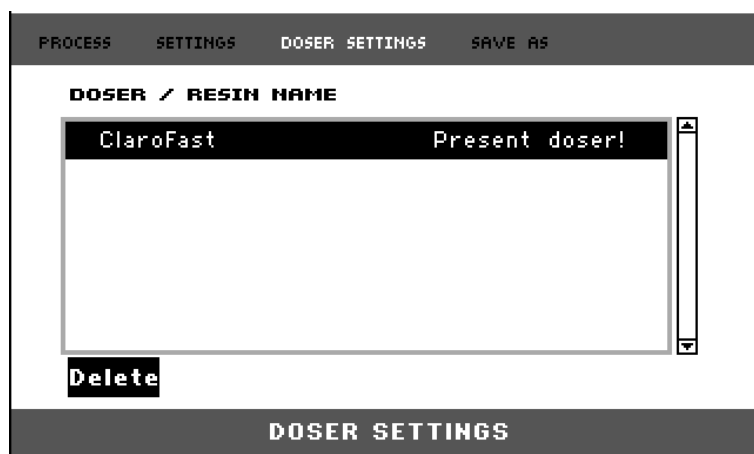 PROCESS SETTINGS DOSER SETTINGS SAVE AS
DOSER / RESIN NAME
ClaroFast Present doser!
Delete
DOSER SETTINGS